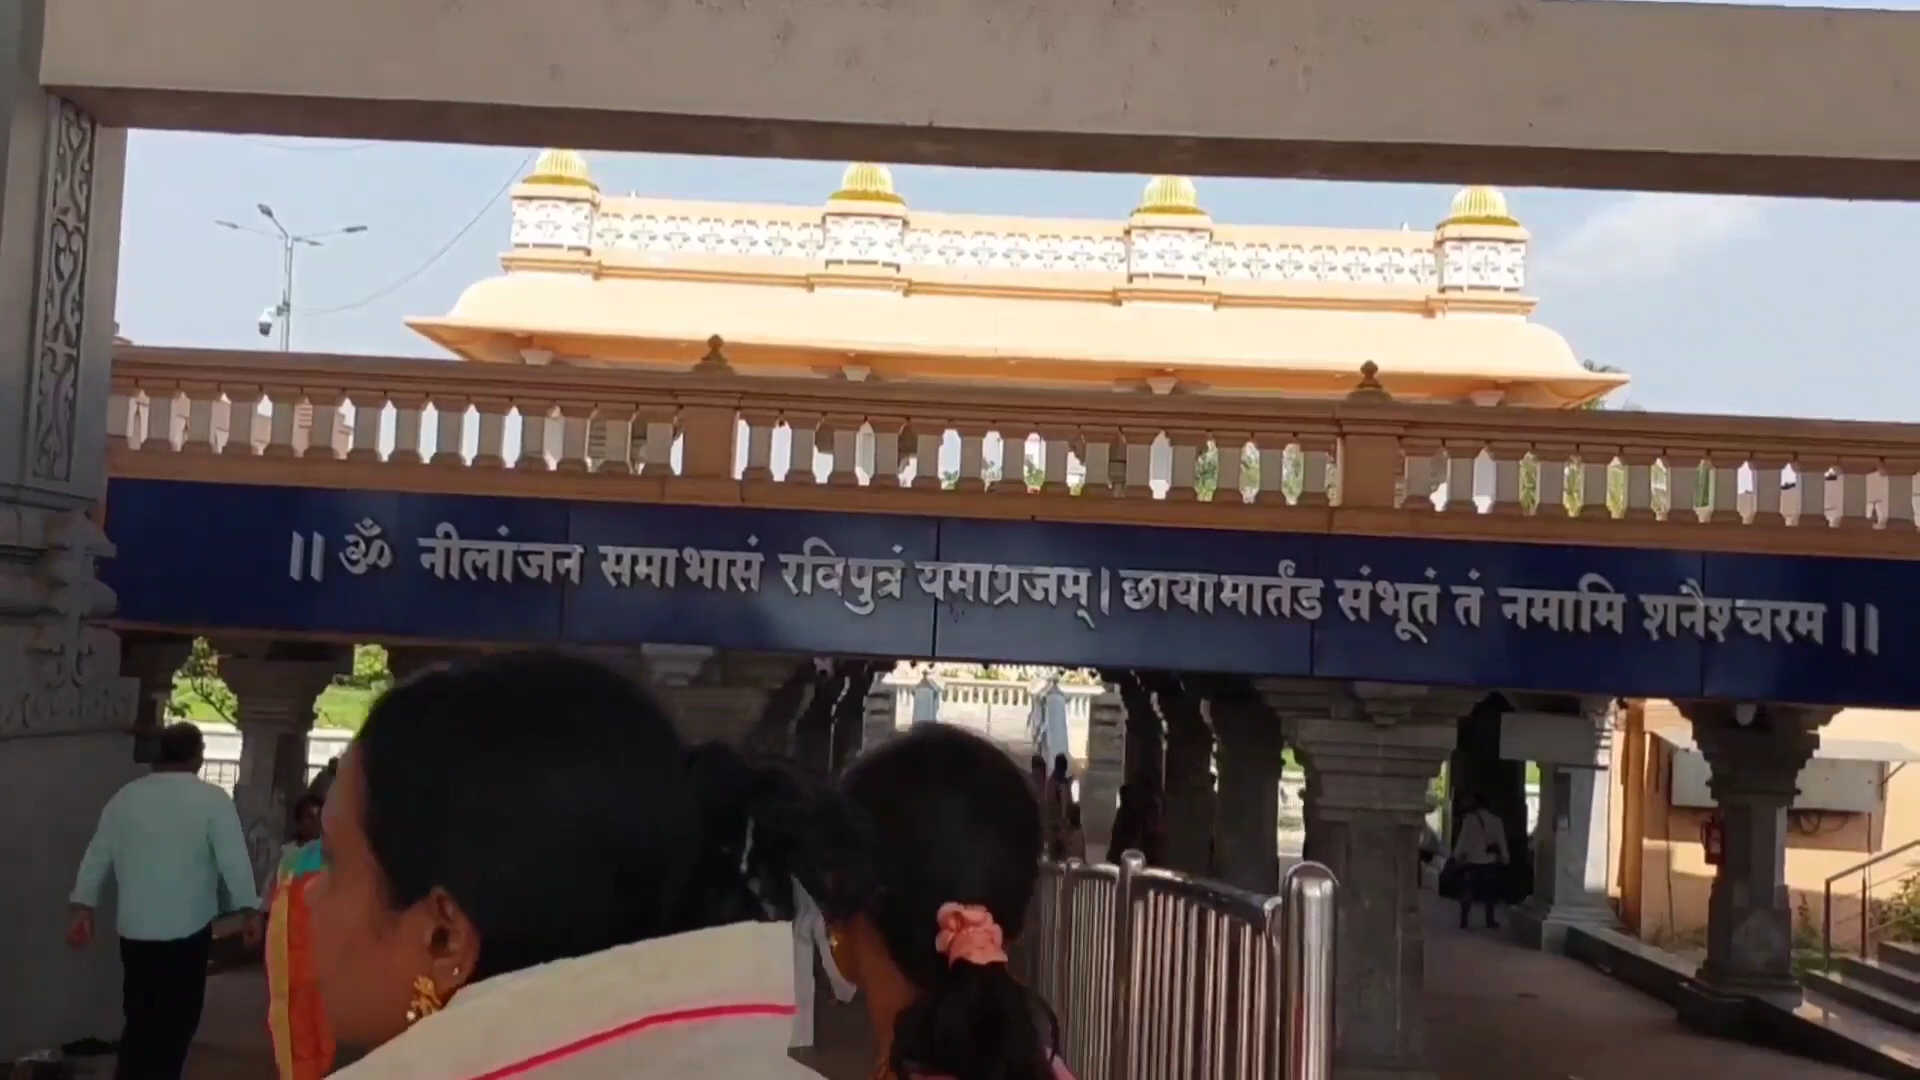 || ॐ नीलांजन समाभासं रविपुत्रं यमाग्रजम्। छायामार्तंड संभूतं तं नमामि शनैश्चरम ||